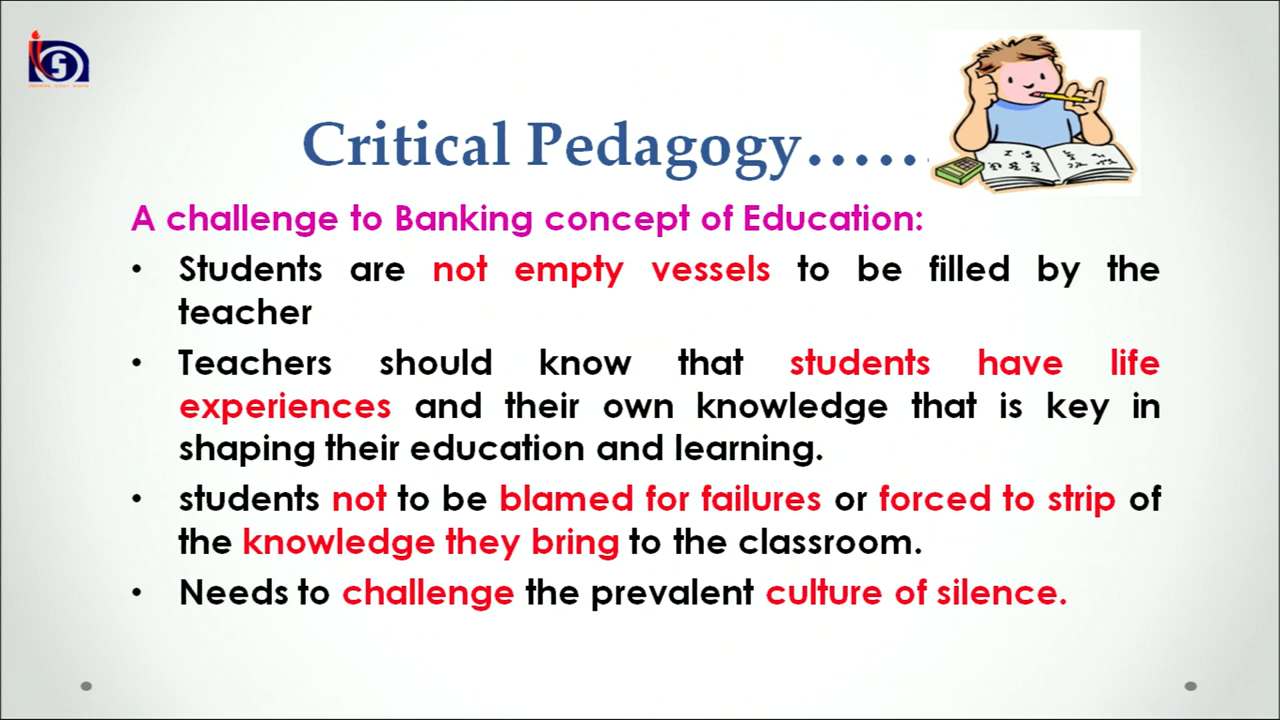 Critical Pedagogy......
A challenge to Banking concept of Education:
• Students are not empty vessels to be filled by the
teacher
• Teachers should know that students have life
experiences and their own knowledge that is key in
shaping their education and learning.
• students not to be blamed for failures or forced to strip of
the knowledge they bring to the classroom.
• Needs to challenge the prevalent culture of silence.